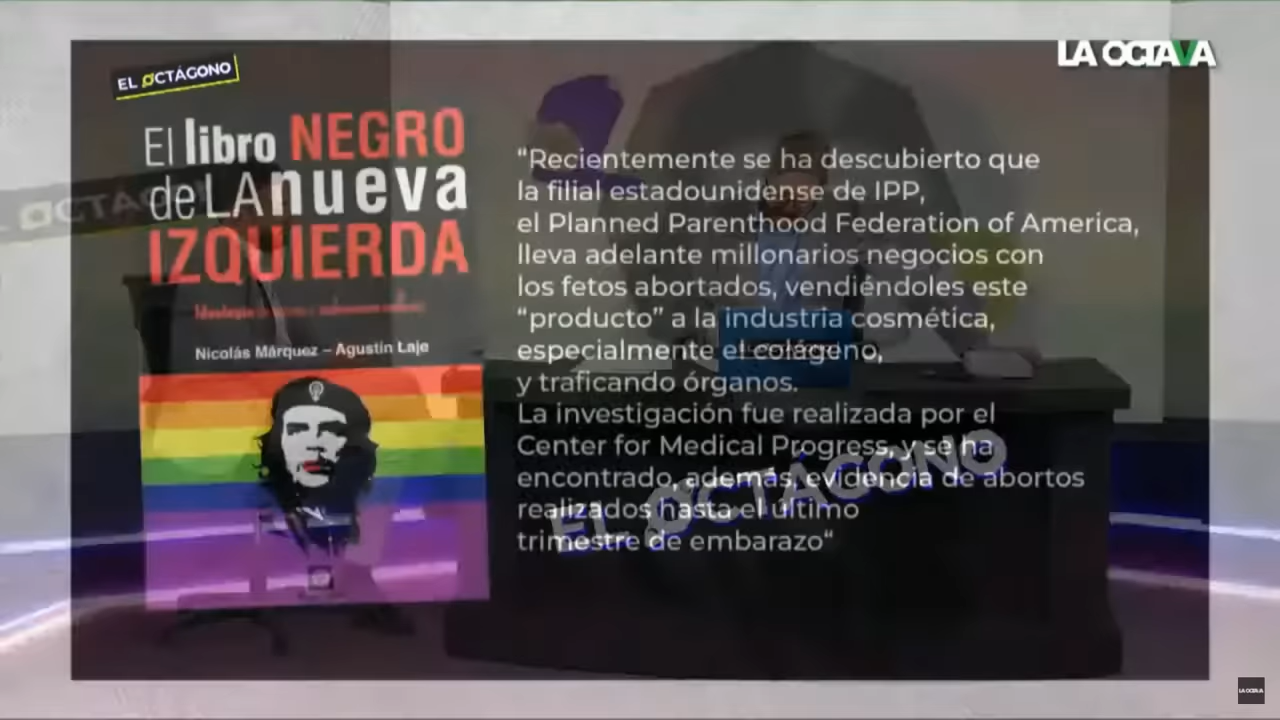 LA OCTAVA
EL OCTÁGONO
El libro NEGRO
de LA nueva
IZQUIERDA
Nicolás Márquez – Agustín Laje
“Recientemente se ha descubierto que
la filial estadounidense de IPP,
el Planned Parenthood Federation of America,
lleva adelante millonarios negocios con
los fetos abortados, vendiéndoles este
“producto” a la industria cosmética,
especialmente el colágeno,
y traficando órganos.
La investigación fue realizada por el
Center for Medical Progress, y se ha
encontrado, además, evidencia de abortos
realizados hasta el último
trimestre de embarazo“
EL OCTÁGONO
LA OCTAVA